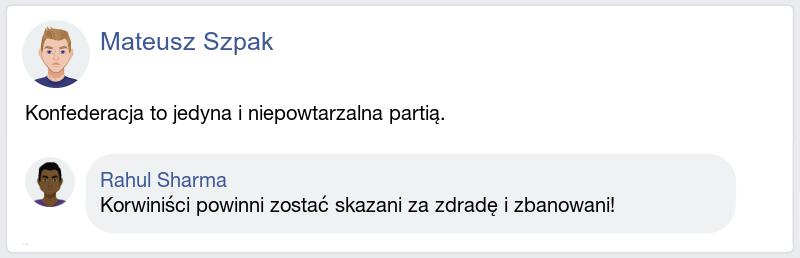 Mateusz Szpak
Konfederacja to jedyna i niepowtarzalna partią.
Rahul Sharma
Korwiniści powinni zostać skazani za zdradę i zbanowani!